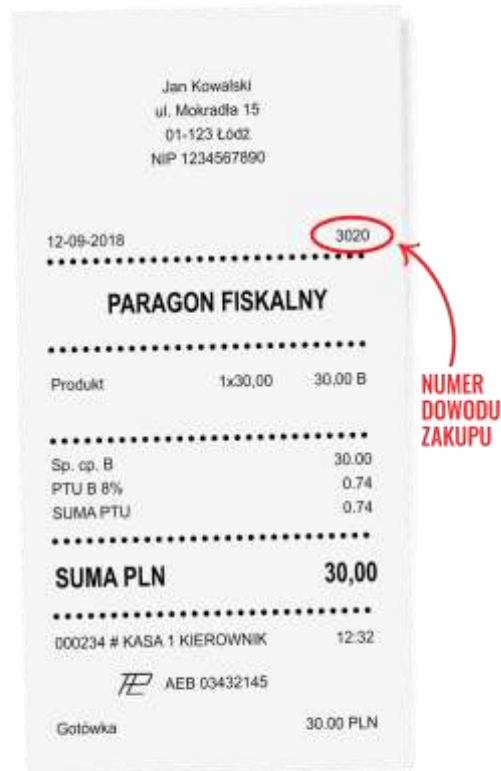 Jan Kowalski
ul. Mokradła 15
01-123 Łódź
NIP 1234567890
12-09-2018 3020
PARAGON FISKALNY
Produkt 1x30,00 30,00 B
Sp. op. B 30.00
PTU B 8% 0.74
SUMA PTU 0.74
SUMA PLN 30,00
000234 # KASA 1 KIEROWNIK 12:32
AEB 03432145
Gotówka 30.00 PLN
NUMER
DOWODU
ZAKUPU